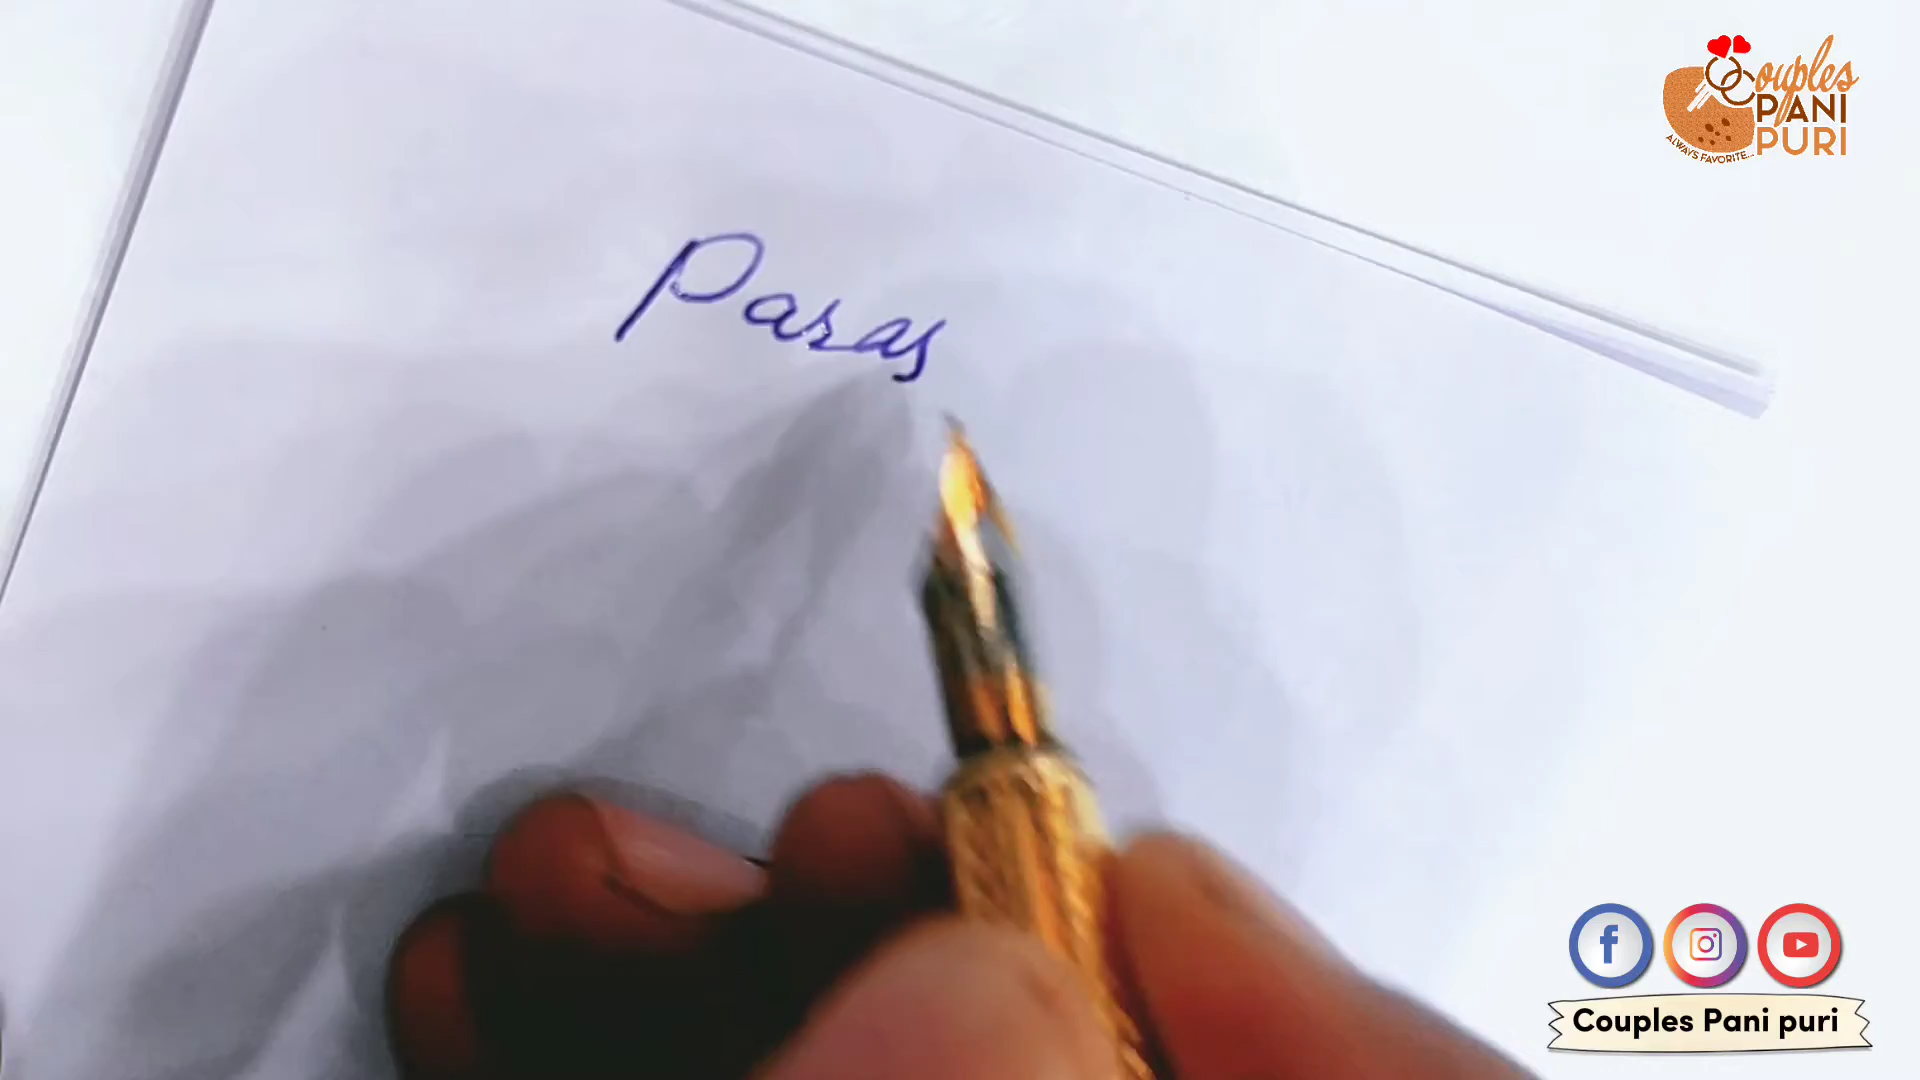 Couples
PANI
PURI
ALWAYS FAVORITE...
Paras
Couples Pani puri